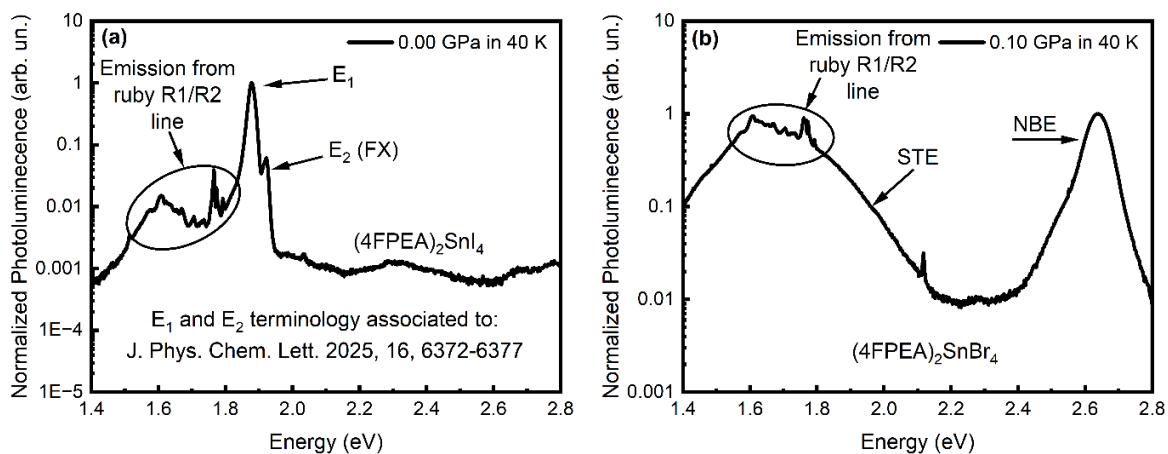 (a)
0.00 GPa in 40 K
Emission from
ruby R1/R2
line
E₁
E₂ (FX)
(4FPEA)₂SnI₄
E₁ and E₂ terminology associated to:
J. Phys. Chem. Lett. 2025, 16, 6372-6377
Normalized Photoluminecence (arb. un.)
10
1
0.1
0.01
0.001
1E−4
1E−5
1.4 1.6 1.8 2.0 2.2 2.4 2.6 2.8
Energy (eV)
(b)
0.10 GPa in 40 K
Emission from
ruby R1/R2
line
NBE
STE
(4FPEA)₂SnBr₄
Normalized Photoluminescence (arb. un.)
10
1
0.1
0.01
0.001
1.4 1.6 1.8 2.0 2.2 2.4 2.6 2.8
Energy (eV)